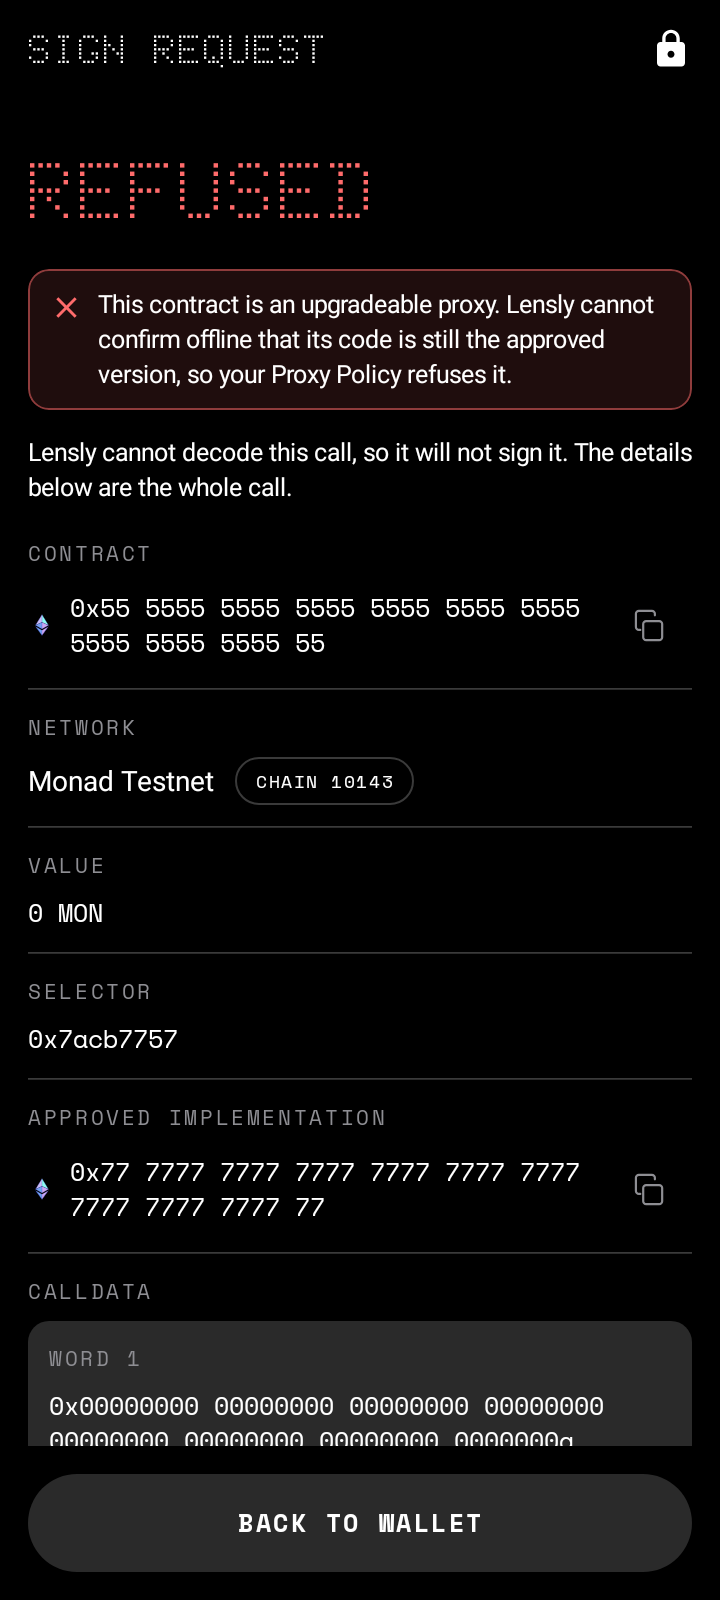 SIGN REQUEST
REFUSED
This contract is an upgradeable proxy. Lensly cannot
confirm offline that its code is still the approved
version, so your Proxy Policy refuses it.
Lensly cannot decode this call, so it will not sign it. The details
below are the whole call.
CONTRACT
0x55 5555 5555 5555 5555 5555 5555
5555 5555 5555 55
NETWORK
Monad Testnet CHAIN 10143
VALUE
0 MON
SELECTOR
0x7acb7757
APPROVED IMPLEMENTATION
0x77 7777 7777 7777 7777 7777 7777
7777 7777 7777 77
CALLDATA
WORD 1
0x00000000 00000000 00000000 00000000
00000000 00000000 00000000 0000000a
BACK TO WALLET